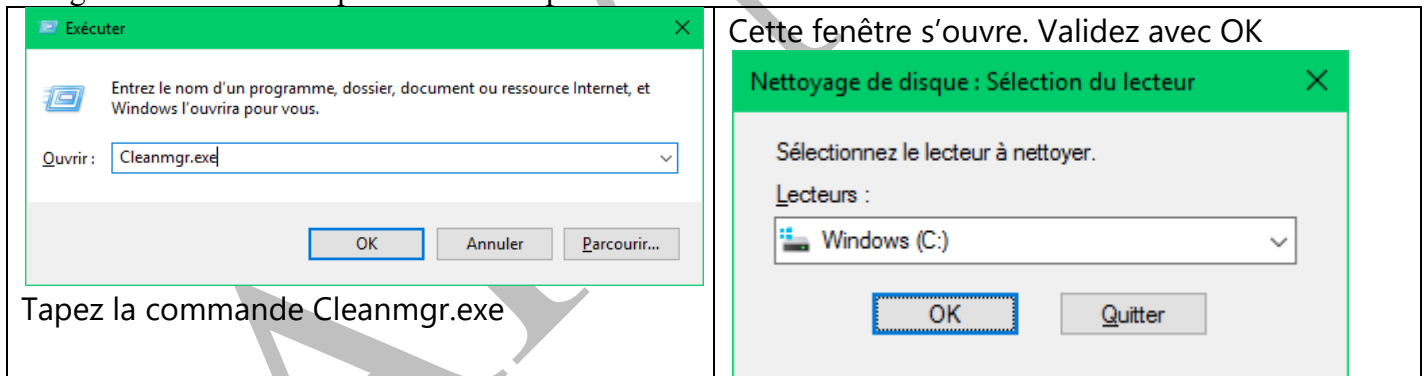 Exécuter
Entrez le nom d'un programme, dossier, document ou ressource Internet, et
Windows l'ouvrira pour vous.
Ouvrir : Cleanmgr.exe
OK Annuler Parcourir...
Tapez la commande Cleanmgr.exe
Cette fenêtre s'ouvre. Validez avec OK
Nettoyage de disque : Sélection du lecteur
Sélectionnez le lecteur à nettoyer.
Lecteurs :
Windows (C:)
OK Quitter